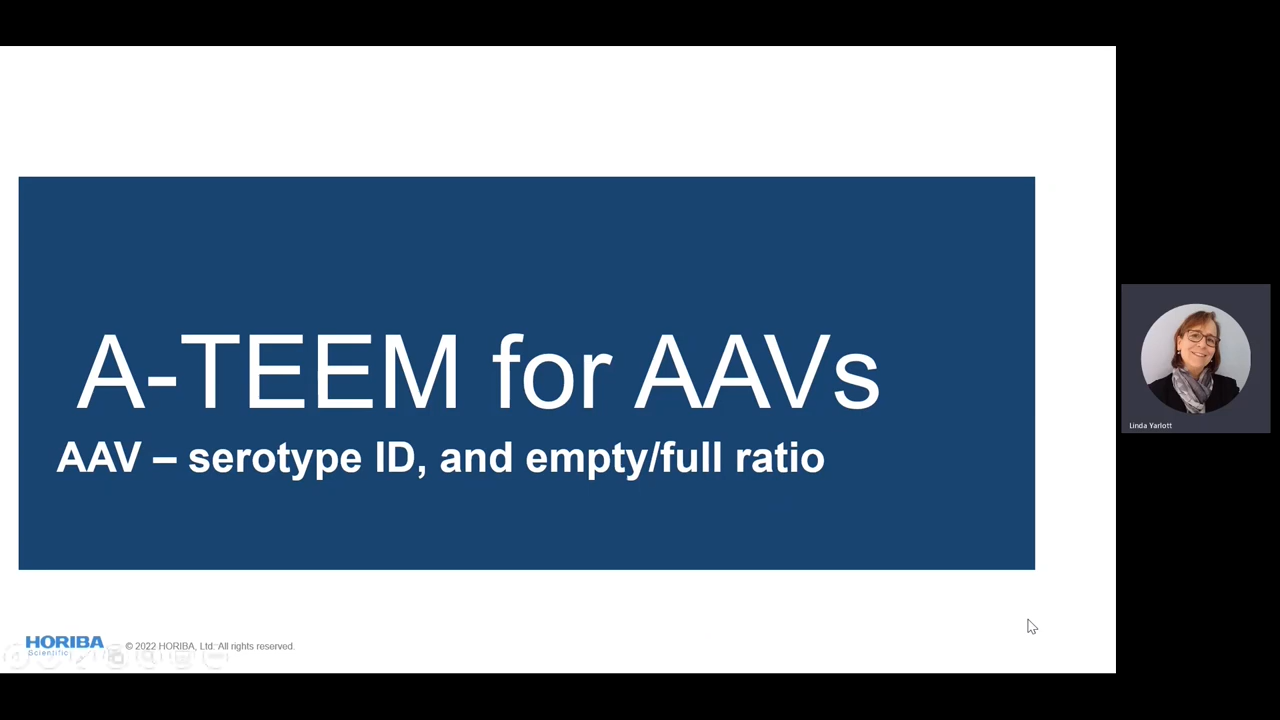 A-TEEM for AAVs
AAV – serotype ID, and empty/full ratio
Linda Yarlott
HORIBA
Scientific
© 2022 HORIBA, Ltd. All rights reserved.